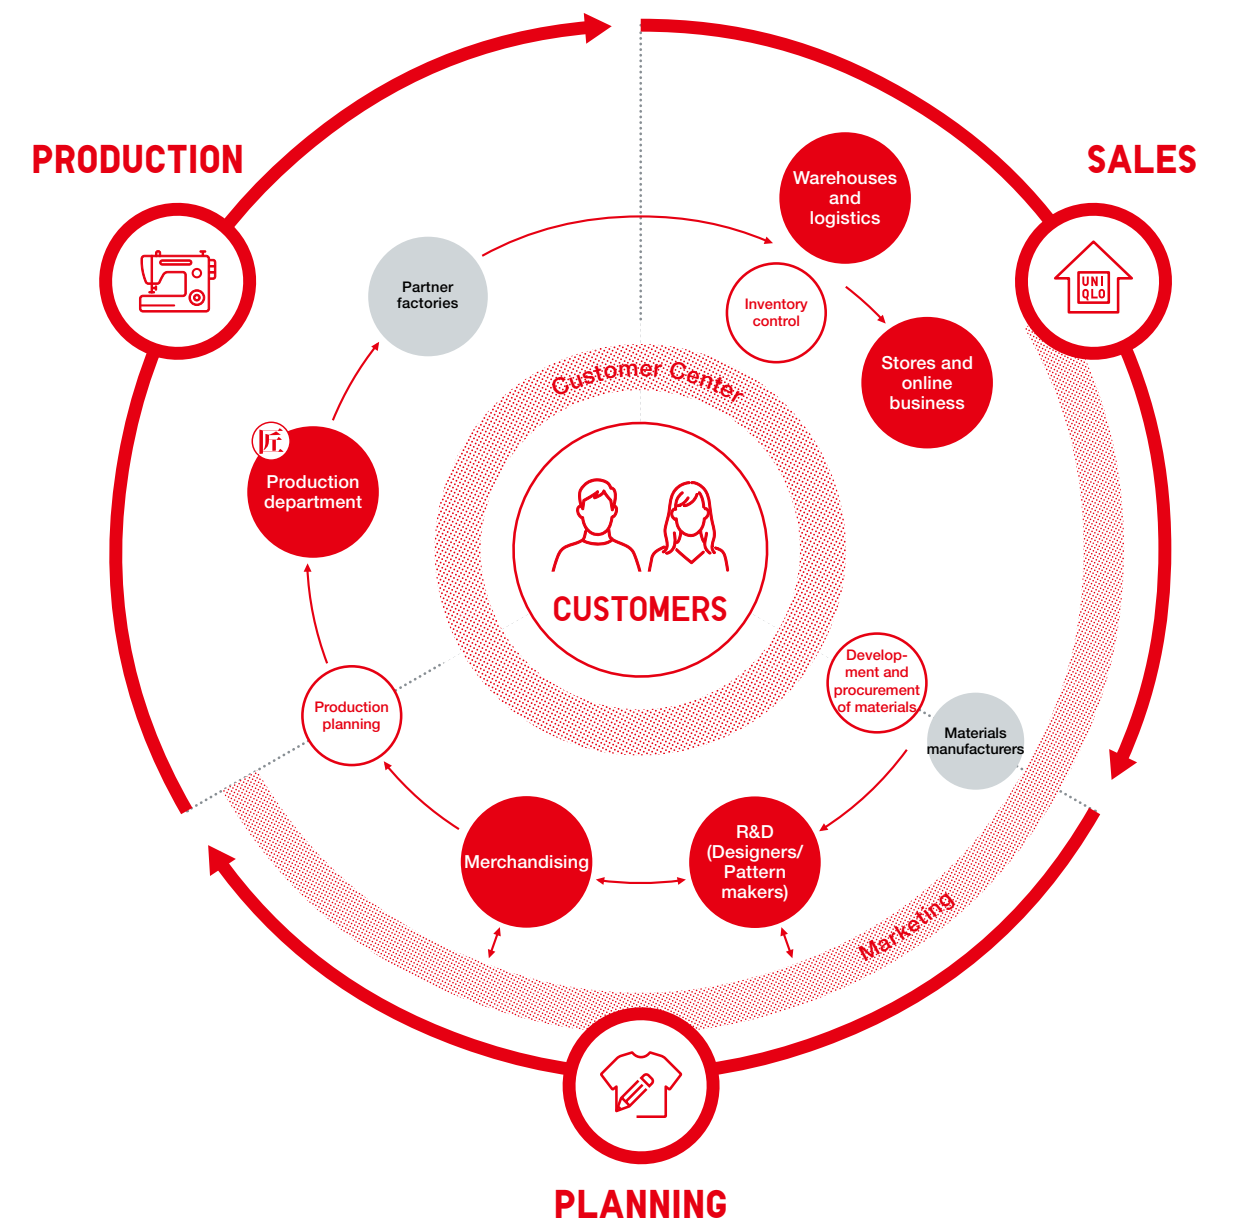 PRODUCTION
SALES
Warehouses
and
logistics
Partner
factories
Inventory
control
UNI
QLO
Stores and
online
business
Customer Center
匠
Production
department
CUSTOMERS
Develop-
ment and
procurement
of materials
Production
planning
Materials
manufacturers
Merchandising
R&D
(Designers/
Pattern
makers)
Marketing
PLANNING